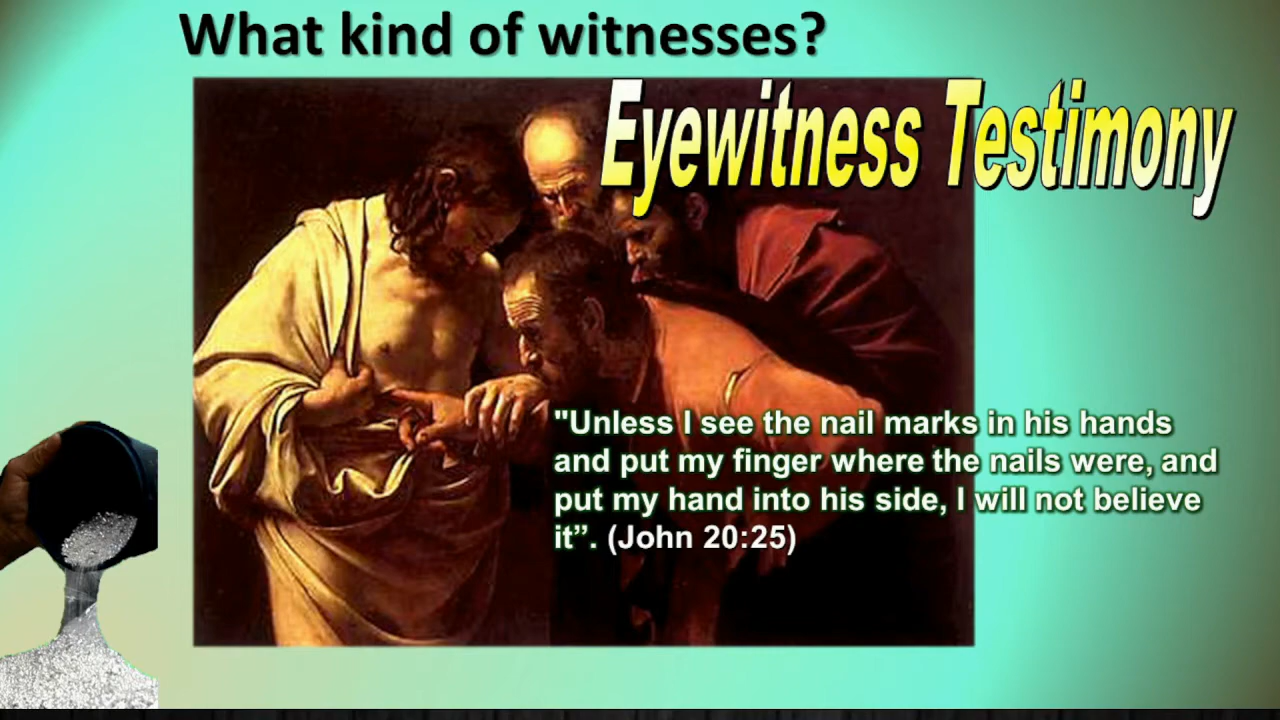 What kind of witnesses?
Eyewitness Testimony
"Unless I see the nail marks in his hands
and put my finger where the nails were, and
put my hand into his side, I will not believe
it”. (John 20:25)